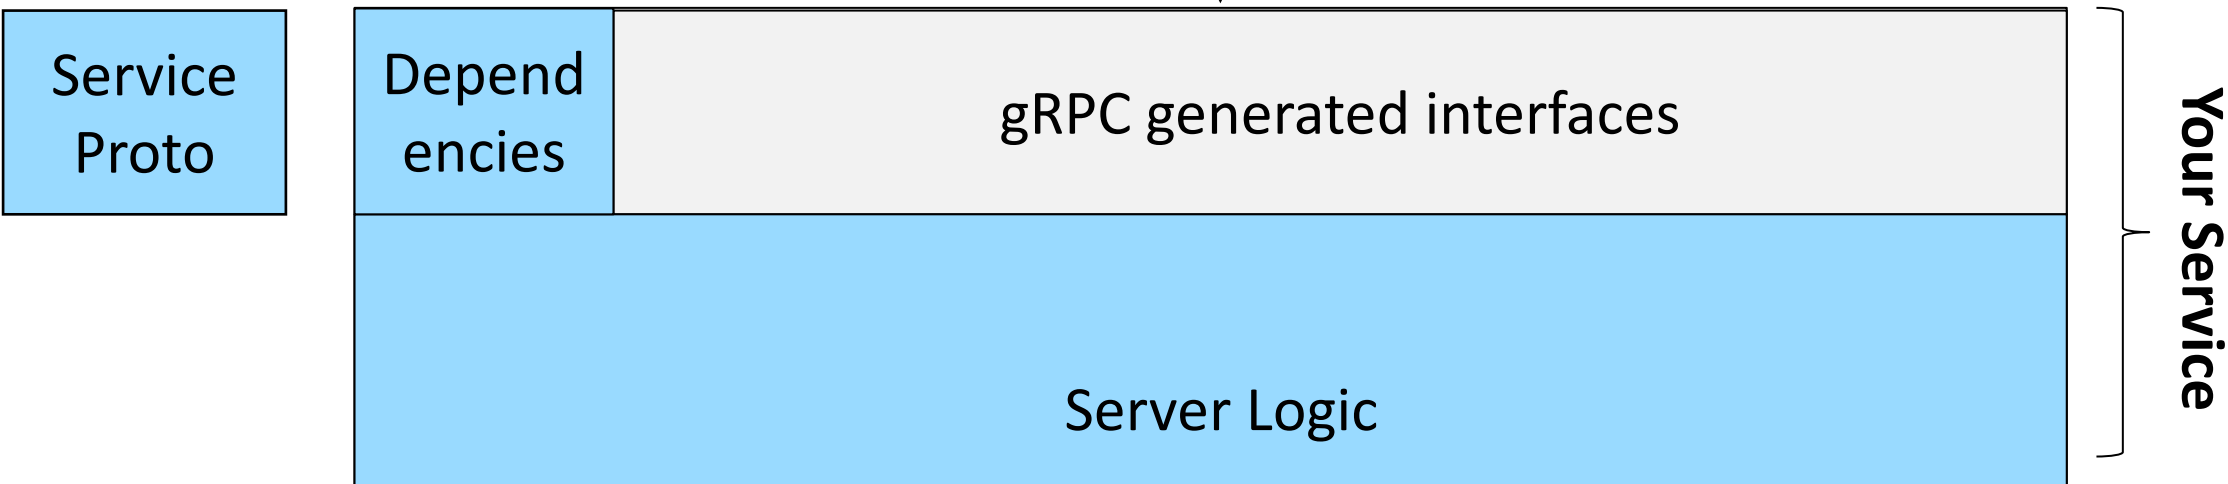 Service
Proto
Depend
encies
gRPC generated interfaces
Server Logic
Your Service